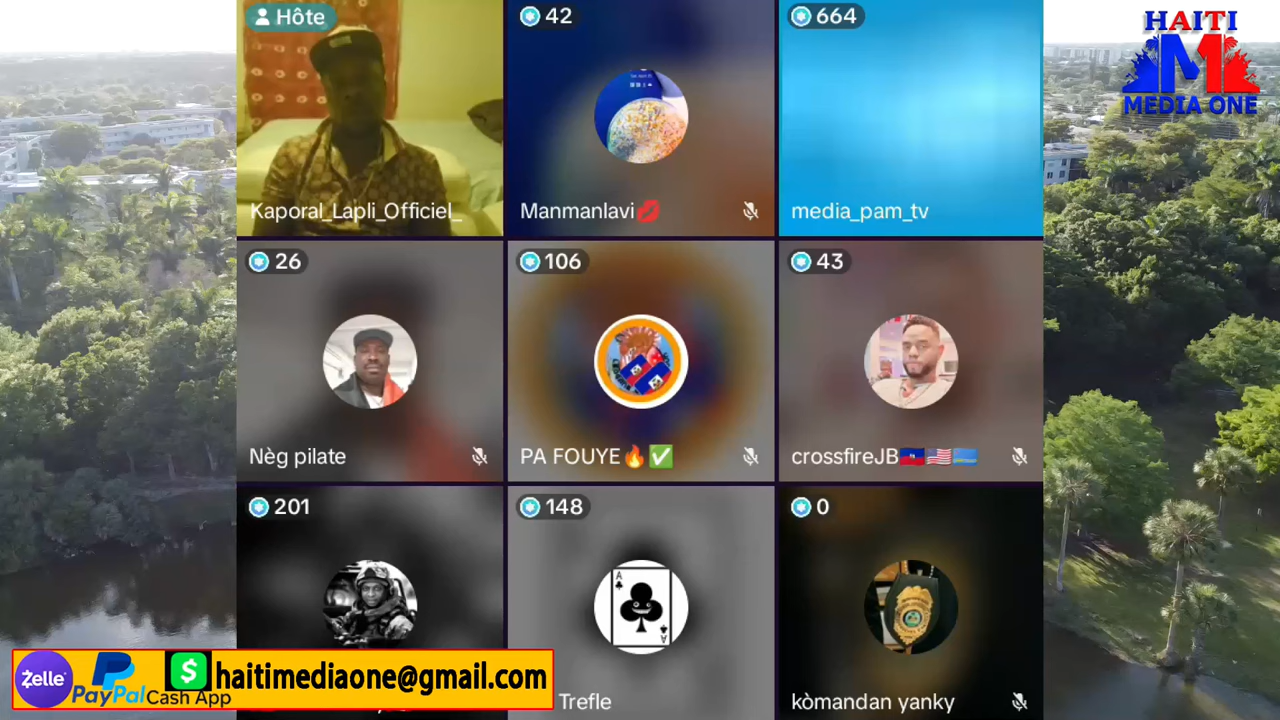 Hôte
42
664
HAITI
M
MEDIA ONE
Kaporal_Lapli_Officiel_
Manmanlavi💋
media_pam_tv
26
106
43
Nèg pilate
PA FOUYE🔥✅
crossfireJB🇭🇹🇺🇸🇦🇼
201
148
0
A
A
Zelle
PayPal
$
Cash App
haitimediaone@gmail.com
Trefle
kòmandan yanky